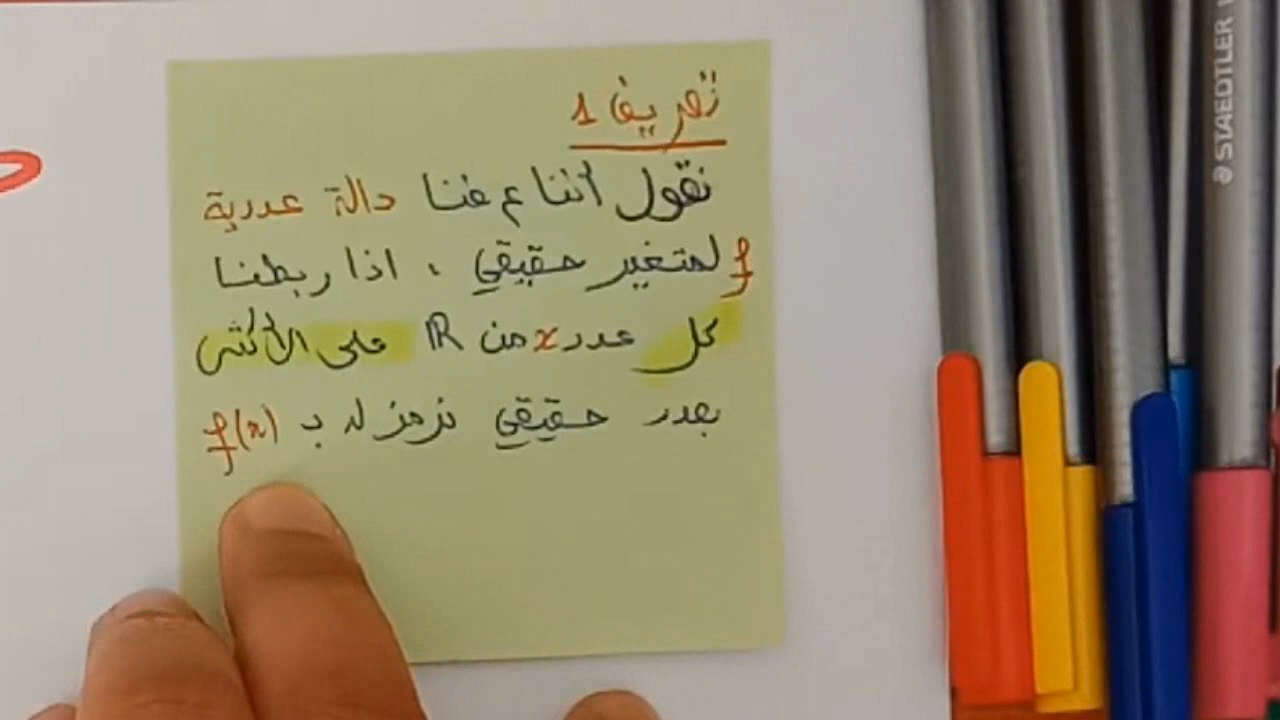 تعريف 1
نقول أننا عرفنا دالة عددية
f لمتغير حقيقي ، اذا ربطنا
كل عدد x من ℝ على الأكثر
بعدد حقيقي نرمز له بـ f(x)
STAEDTLER